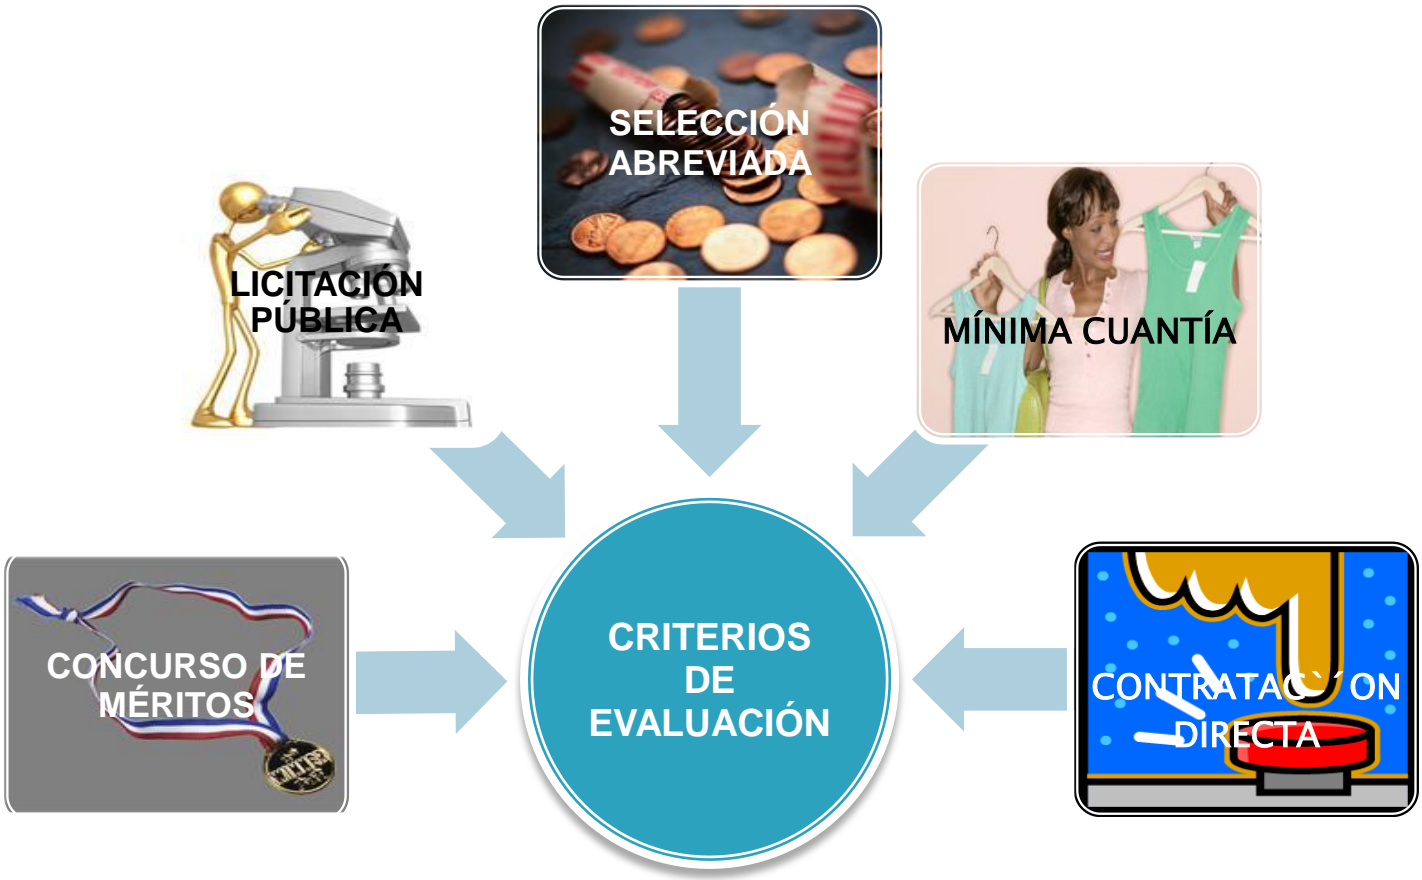 SELECCIÓN
ABREVIADA
LICITACIÓN
PÚBLICA
MÍNIMA CUANTÍA
CONCURSO DE
MÉRITOS
CRITERIOS
DE
EVALUACIÓN
CONTRATAC`´ON
DIRECTA